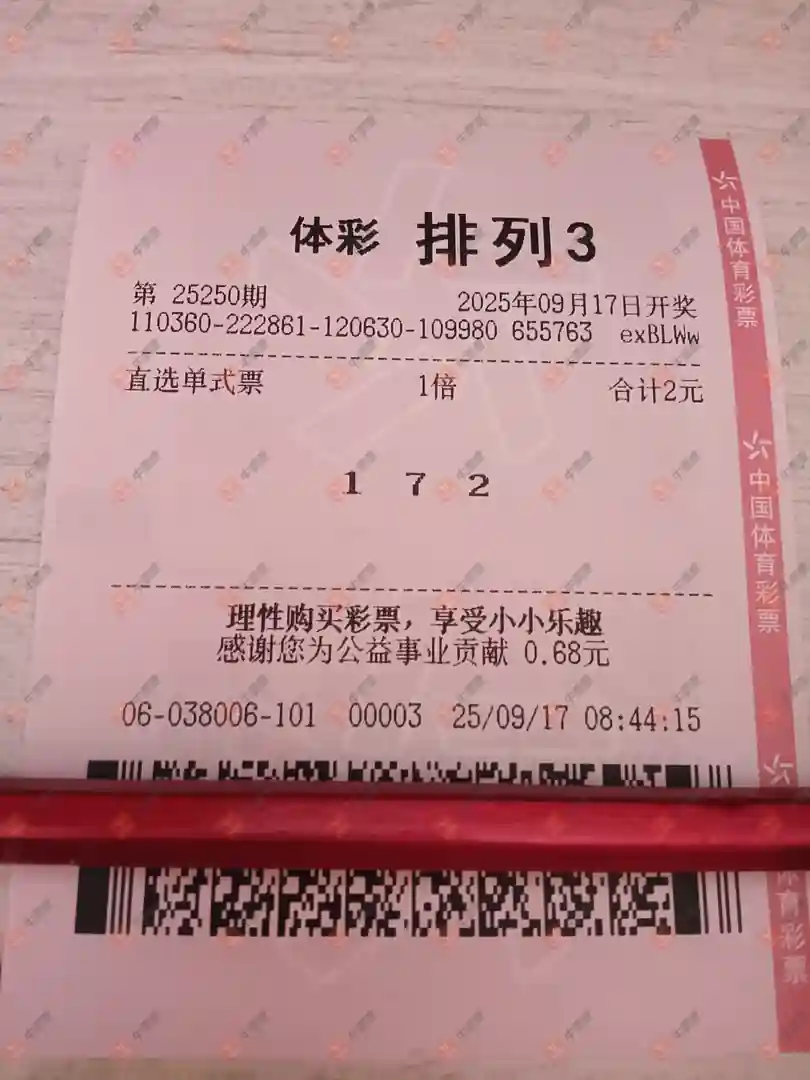 体彩 排列3
第 25250期 2025年09月17日开奖
110360-222861-120630-109980 655763 exBLWw
直选单式票 1倍 合计2元
1 7 2
理性购买彩票，享受小小乐趣
感谢您为公益事业贡献 0.68元
06-038006-101 00003 25/09/17 08:44:15
中国体育彩票
中国体育彩票
体育彩票